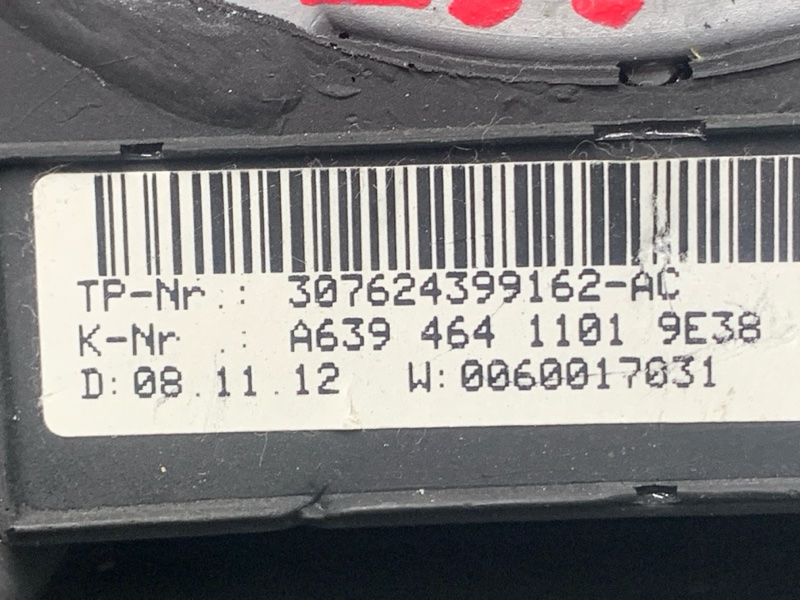 TP-Nr.: 307624399162-AC
K-Nr .: A639 464 1101 9E38
D:08.11.12 W:0060017031